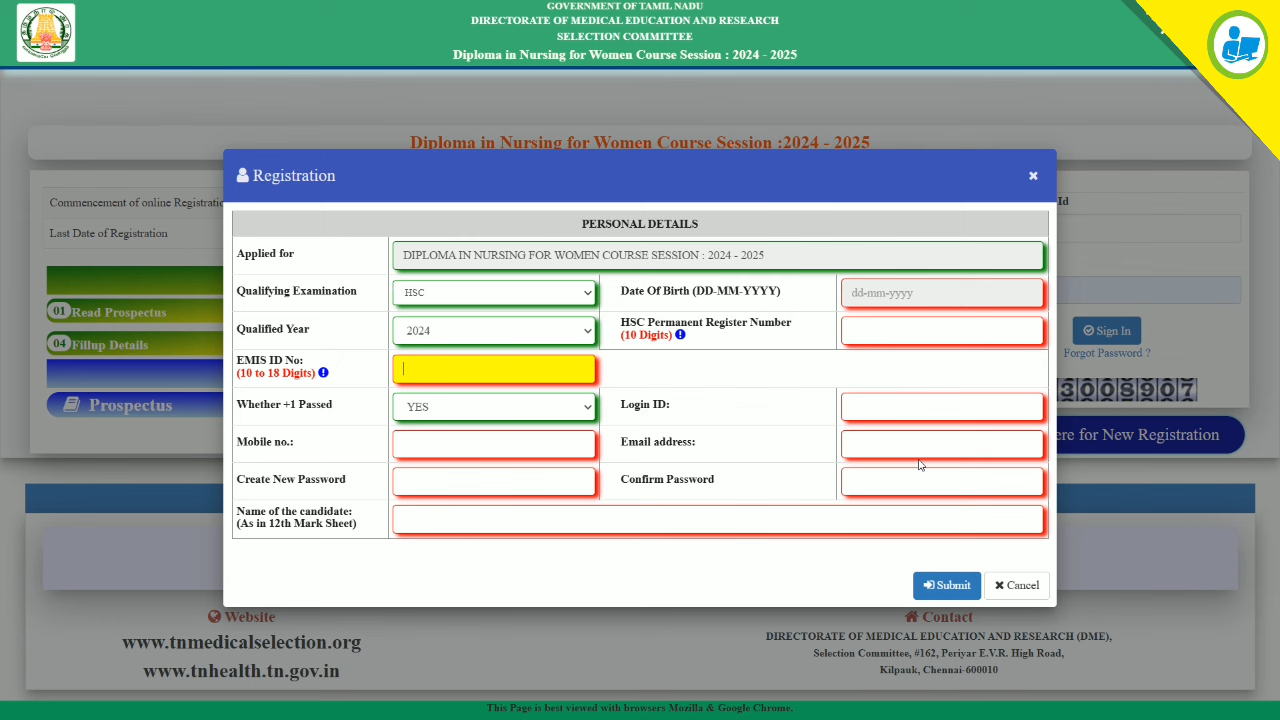 GOVERNMENT OF TAMIL NADU
DIRECTORATE OF MEDICAL EDUCATION AND RESEARCH
SELECTION COMMITTEE
Diploma in Nursing for Women Course Session : 2024 - 2025
Diploma in Nursing for Women Course Session :2024 - 2025
Registration
Commencement of online Registratio
Last Date of Registration
01 Read Prospectus
04 Fillup Details
Prospectus
PERSONAL DETAILS
Applied for
DIPLOMA IN NURSING FOR WOMEN COURSE SESSION : 2024 - 2025
Qualifying Examination
HSC
Date Of Birth (DD-MM-YYYY)
dd-mm-yyyy
Qualified Year
2024
HSC Permanent Register Number
(10 Digits)
EMIS ID No:
(10 to 18 Digits)
Whether +1 Passed
YES
Login ID:
Mobile no.:
Email address:
Create New Password
Confirm Password
Name of the candidate:
(As in 12th Mark Sheet)
Submit
Cancel
Id
Sign In
Forgot Password ?
3008907
ere for New Registration
Website
www.tnmedicalselection.org
www.tnhealth.tn.gov.in
Contact
DIRECTORATE OF MEDICAL EDUCATION AND RESEARCH (DME),
Selection Committee, #162, Periyar E.V.R. High Road,
Kilpauk, Chennai-600010
This Page is best viewed with browsers Mozilla & Google Chrome.